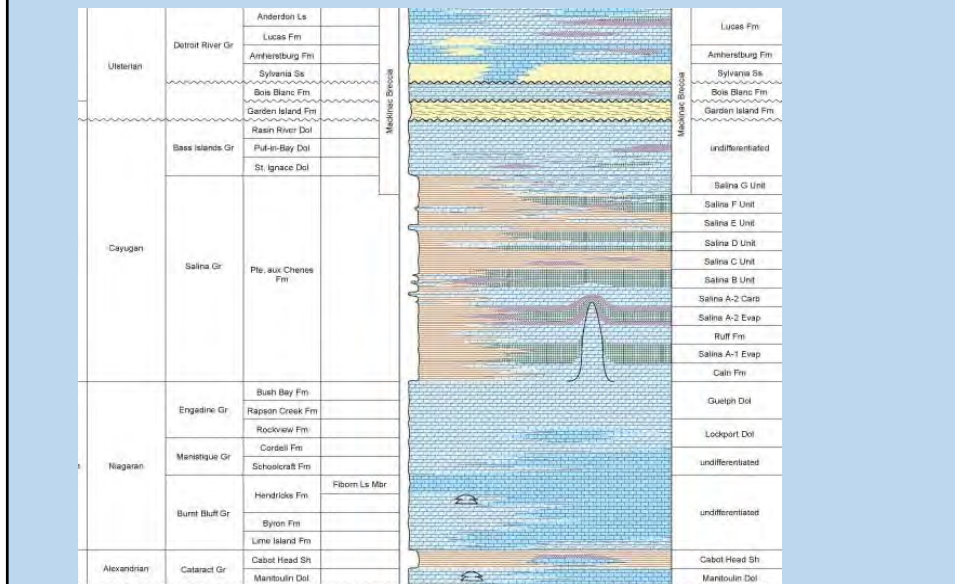 Anderdon Ls
Lucas Fm
Detroit River Gr
Amherstburg Fm
Ulsterian
Sylvania Ss
Bois Blanc Fm
Garden Island Fm
Mackinac Breccia
Rasin River Dol
Bass Islands Gr
Put-in-Bay Dol
St. Ignace Dol
Cayugan
Salina Gr
Pte. aux Chenes
Fm
Bush Bay Fm
Engadine Gr
Rapson Creek Fm
Rockview Fm
Cordell Fm
Manistique Gr
Schoolcraft Fm
Niagaran
Fiborn Ls Mbr
Hendricks Fm
Burnt Bluff Gr
Byron Fm
Lime Island Fm
Cabot Head Sh
Alexandrian
Cataract Gr
Manitoulin Dol
Lucas Fm
Amherstburg Fm
Sylvania Ss
Bois Blanc Fm
Garden Island Fm
Mackinac Breccia
undifferentiated
Salina G Unit
Salina F Unit
Salina E Unit
Salina D Unit
Salina C Unit
Salina B Unit
Salina A-2 Carb
Salina A-2 Evap
Ruff Fm
Salina A-1 Evap
Cain Fm
Guelph Dol
Lockport Dol
undifferentiated
undifferentiated
Cabot Head Sh
Manitoulin Dol